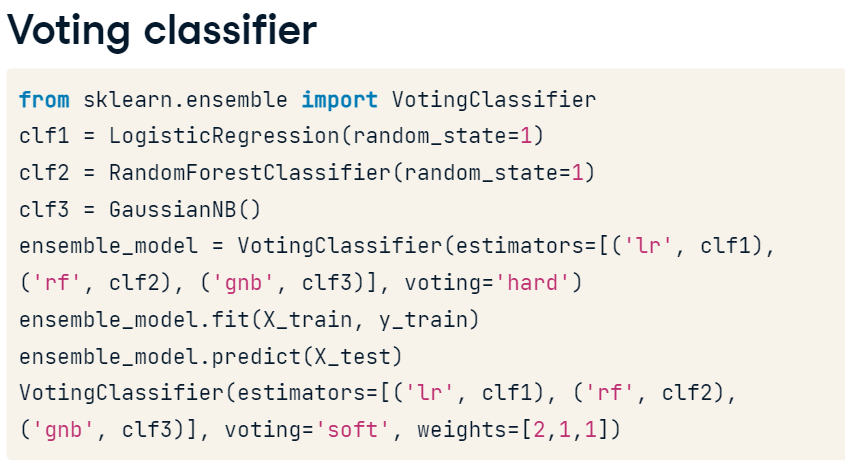 Voting classifier
from sklearn.ensemble import VotingClassifier
clf1 = LogisticRegression(random_state=1)
clf2 = RandomForestClassifier(random_state=1)
clf3 = GaussianNB()
ensemble_model = VotingClassifier(estimators=[('lr', clf1),
('rf', clf2), ('gnb', clf3)], voting='hard')
ensemble_model.fit(X_train, y_train)
ensemble_model.predict(X_test)
VotingClassifier(estimators=[('lr', clf1), ('rf', clf2),
('gnb', clf3)], voting='soft', weights=[2,1,1])